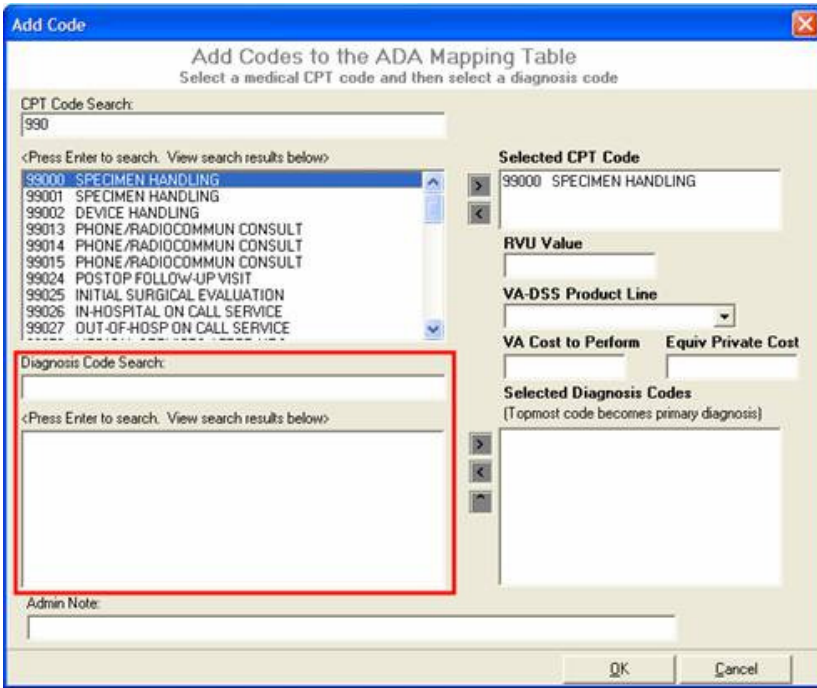 Add Code
Add Codes to the ADA Mapping Table
Select a medical CPT code and then select a diagnosis code
CPT Code Search:
990
<Press Enter to search. View search results below>
99000 SPECIMEN HANDLING
99001 SPECIMEN HANDLING
99002 DEVICE HANDLING
99013 PHONE/RADIOCOMMUN CONSULT
99014 PHONE/RADIOCOMMUN CONSULT
99015 PHONE/RADIOCOMMUN CONSULT
99024 POSTOP FOLLOW-UP VISIT
99025 INITIAL SURGICAL EVALUATION
99026 IN-HOSPITAL ON CALL SERVICE
99027 OUT-OF-HOSP ON CALL SERVICE
> 
<
Selected CPT Code
99000 SPECIMEN HANDLING
RVU Value
VA-DSS Product Line
VA Cost to Perform Equiv Private Cost
Diagnosis Code Search:
<Press Enter to search. View search results below>
Selected Diagnosis Codes
(Topmost code becomes primary diagnosis)
>
<
^
Admin Note:
OK Cancel